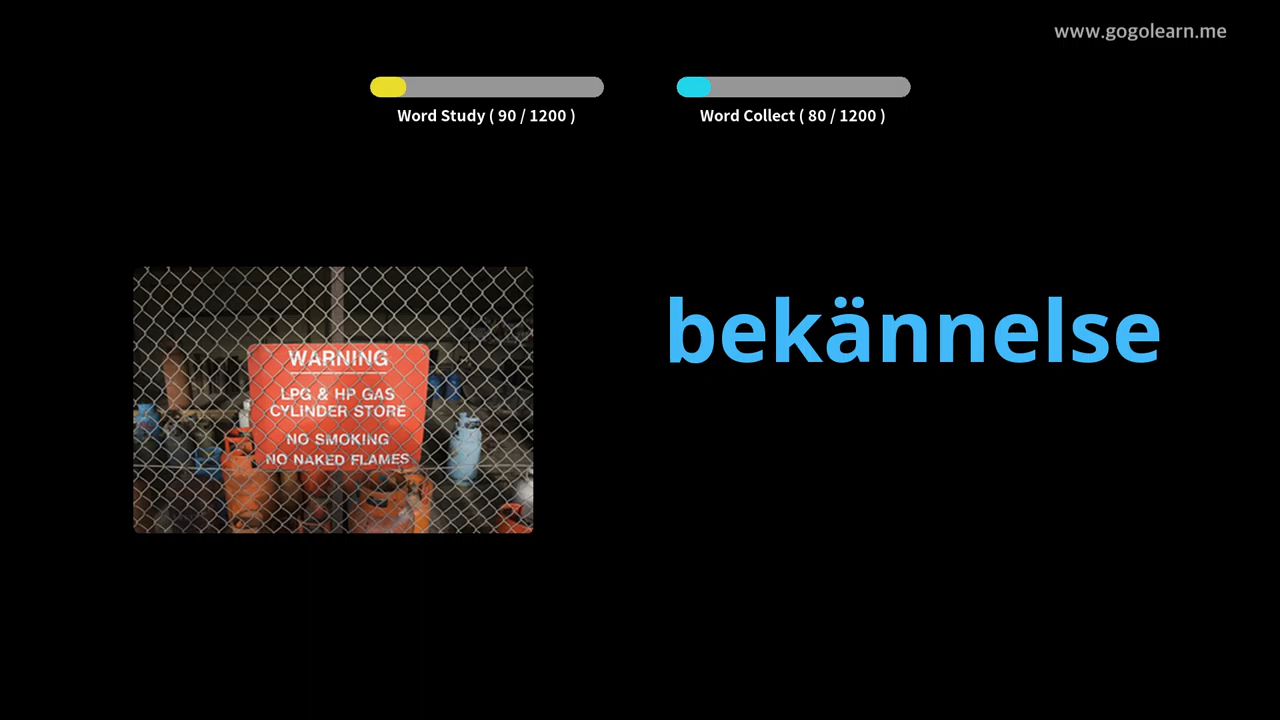 www.gogolearn.me
Word Study ( 90 / 1200 )
Word Collect ( 80 / 1200 )
bekännelse
WARNING
LPG & HP GAS
CYLINDER STORE
NO SMOKING
NO NAKED FLAMES